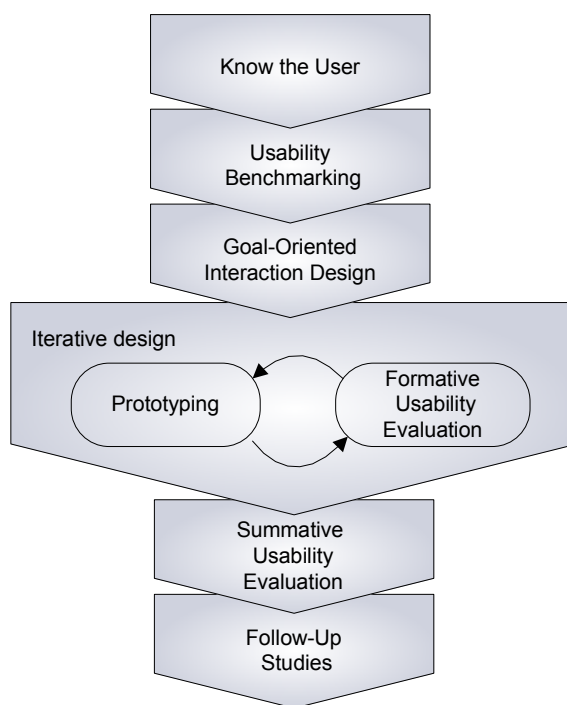 Know the User
Usability
Benchmarking
Goal-Oriented
Interaction Design
Iterative design
Prototyping
Formative
Usability
Evaluation
Summative
Usability
Evaluation
Follow-Up
Studies